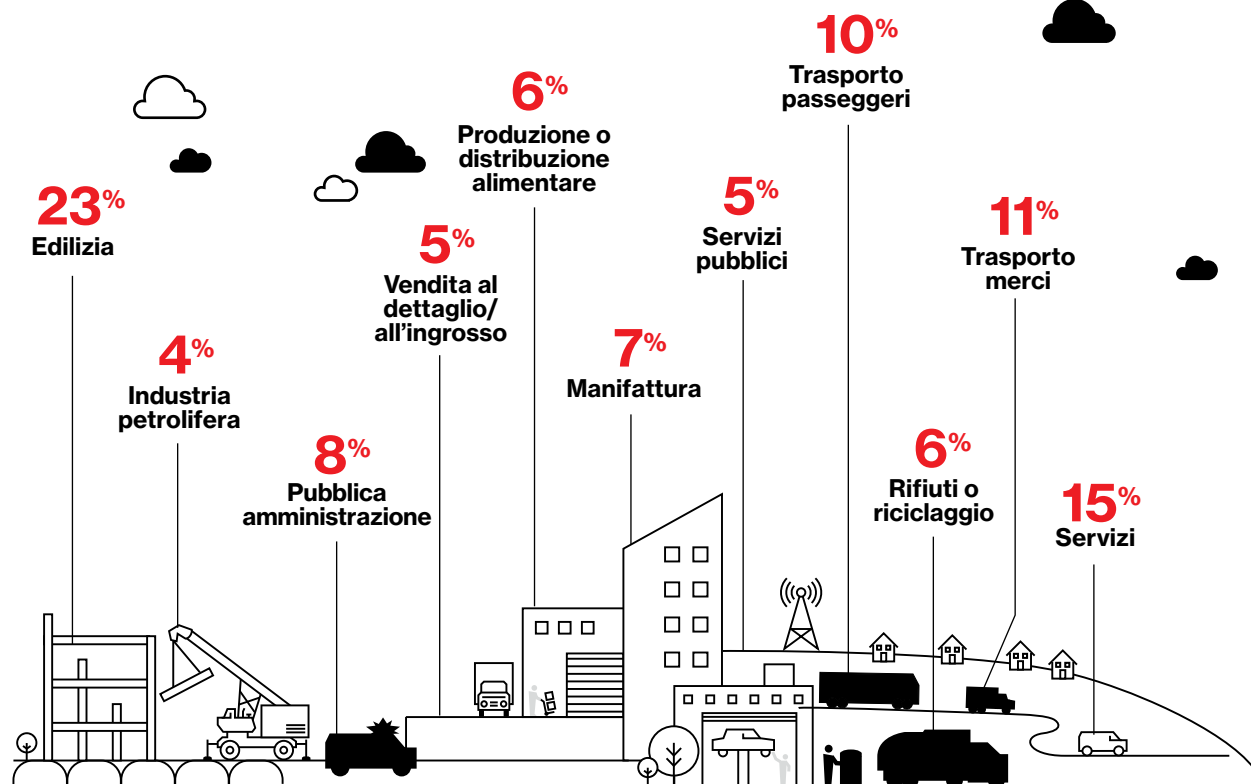 23%
Edilizia
4%
Industria
petrolifera
8%
Pubblica
amministrazione
5%
Vendita al
dettaglio/
all’ingrosso
6%
Produzione o
distribuzione
alimentare
7%
Manifattura
5%
Servizi
pubblici
10%
Trasporto
passeggeri
6%
Rifiuti o
riciclaggio
11%
Trasporto
merci
15%
Servizi